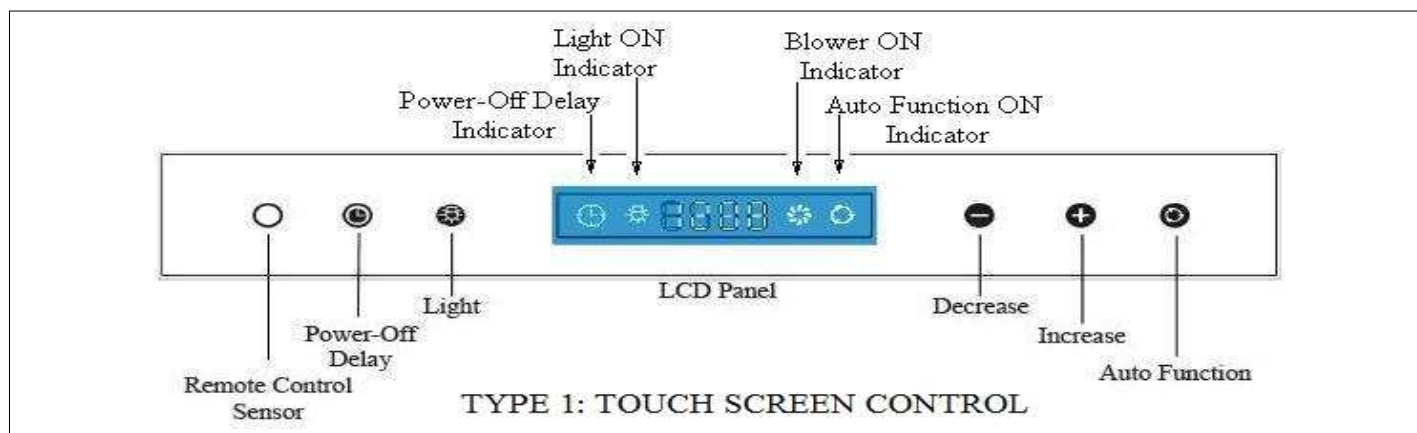 Light ON
Indicator
Blower ON
Indicator
Power-Off Delay
Indicator
Auto Function ON
Indicator
LCD Panel
Light
Decrease
Power-Off
Delay
Increase
Remote Control
Sensor
Auto Function
TYPE 1: TOUCH SCREEN CONTROL